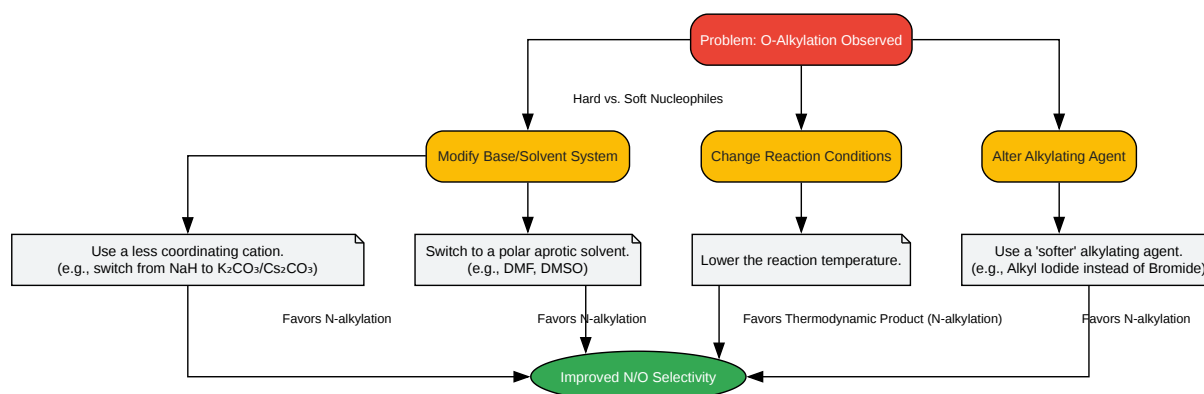 Problem: O-Alkylation Observed
Hard vs. Soft Nucleophiles
Modify Base/Solvent System
Change Reaction Conditions
Alter Alkylating Agent
Use a less coordinating cation.
(e.g., switch from NaH to K₂CO₃/Cs₂CO₃)
Switch to a polar aprotic solvent.
(e.g., DMF, DMSO)
Lower the reaction temperature.
Use a 'softer' alkylating agent.
(e.g., Alkyl Iodide instead of Bromide)
Favors N-alkylation
Favors N-alkylation
Favors Thermodynamic Product (N-alkylation)
Favors N-alkylation
Improved N/O Selectivity